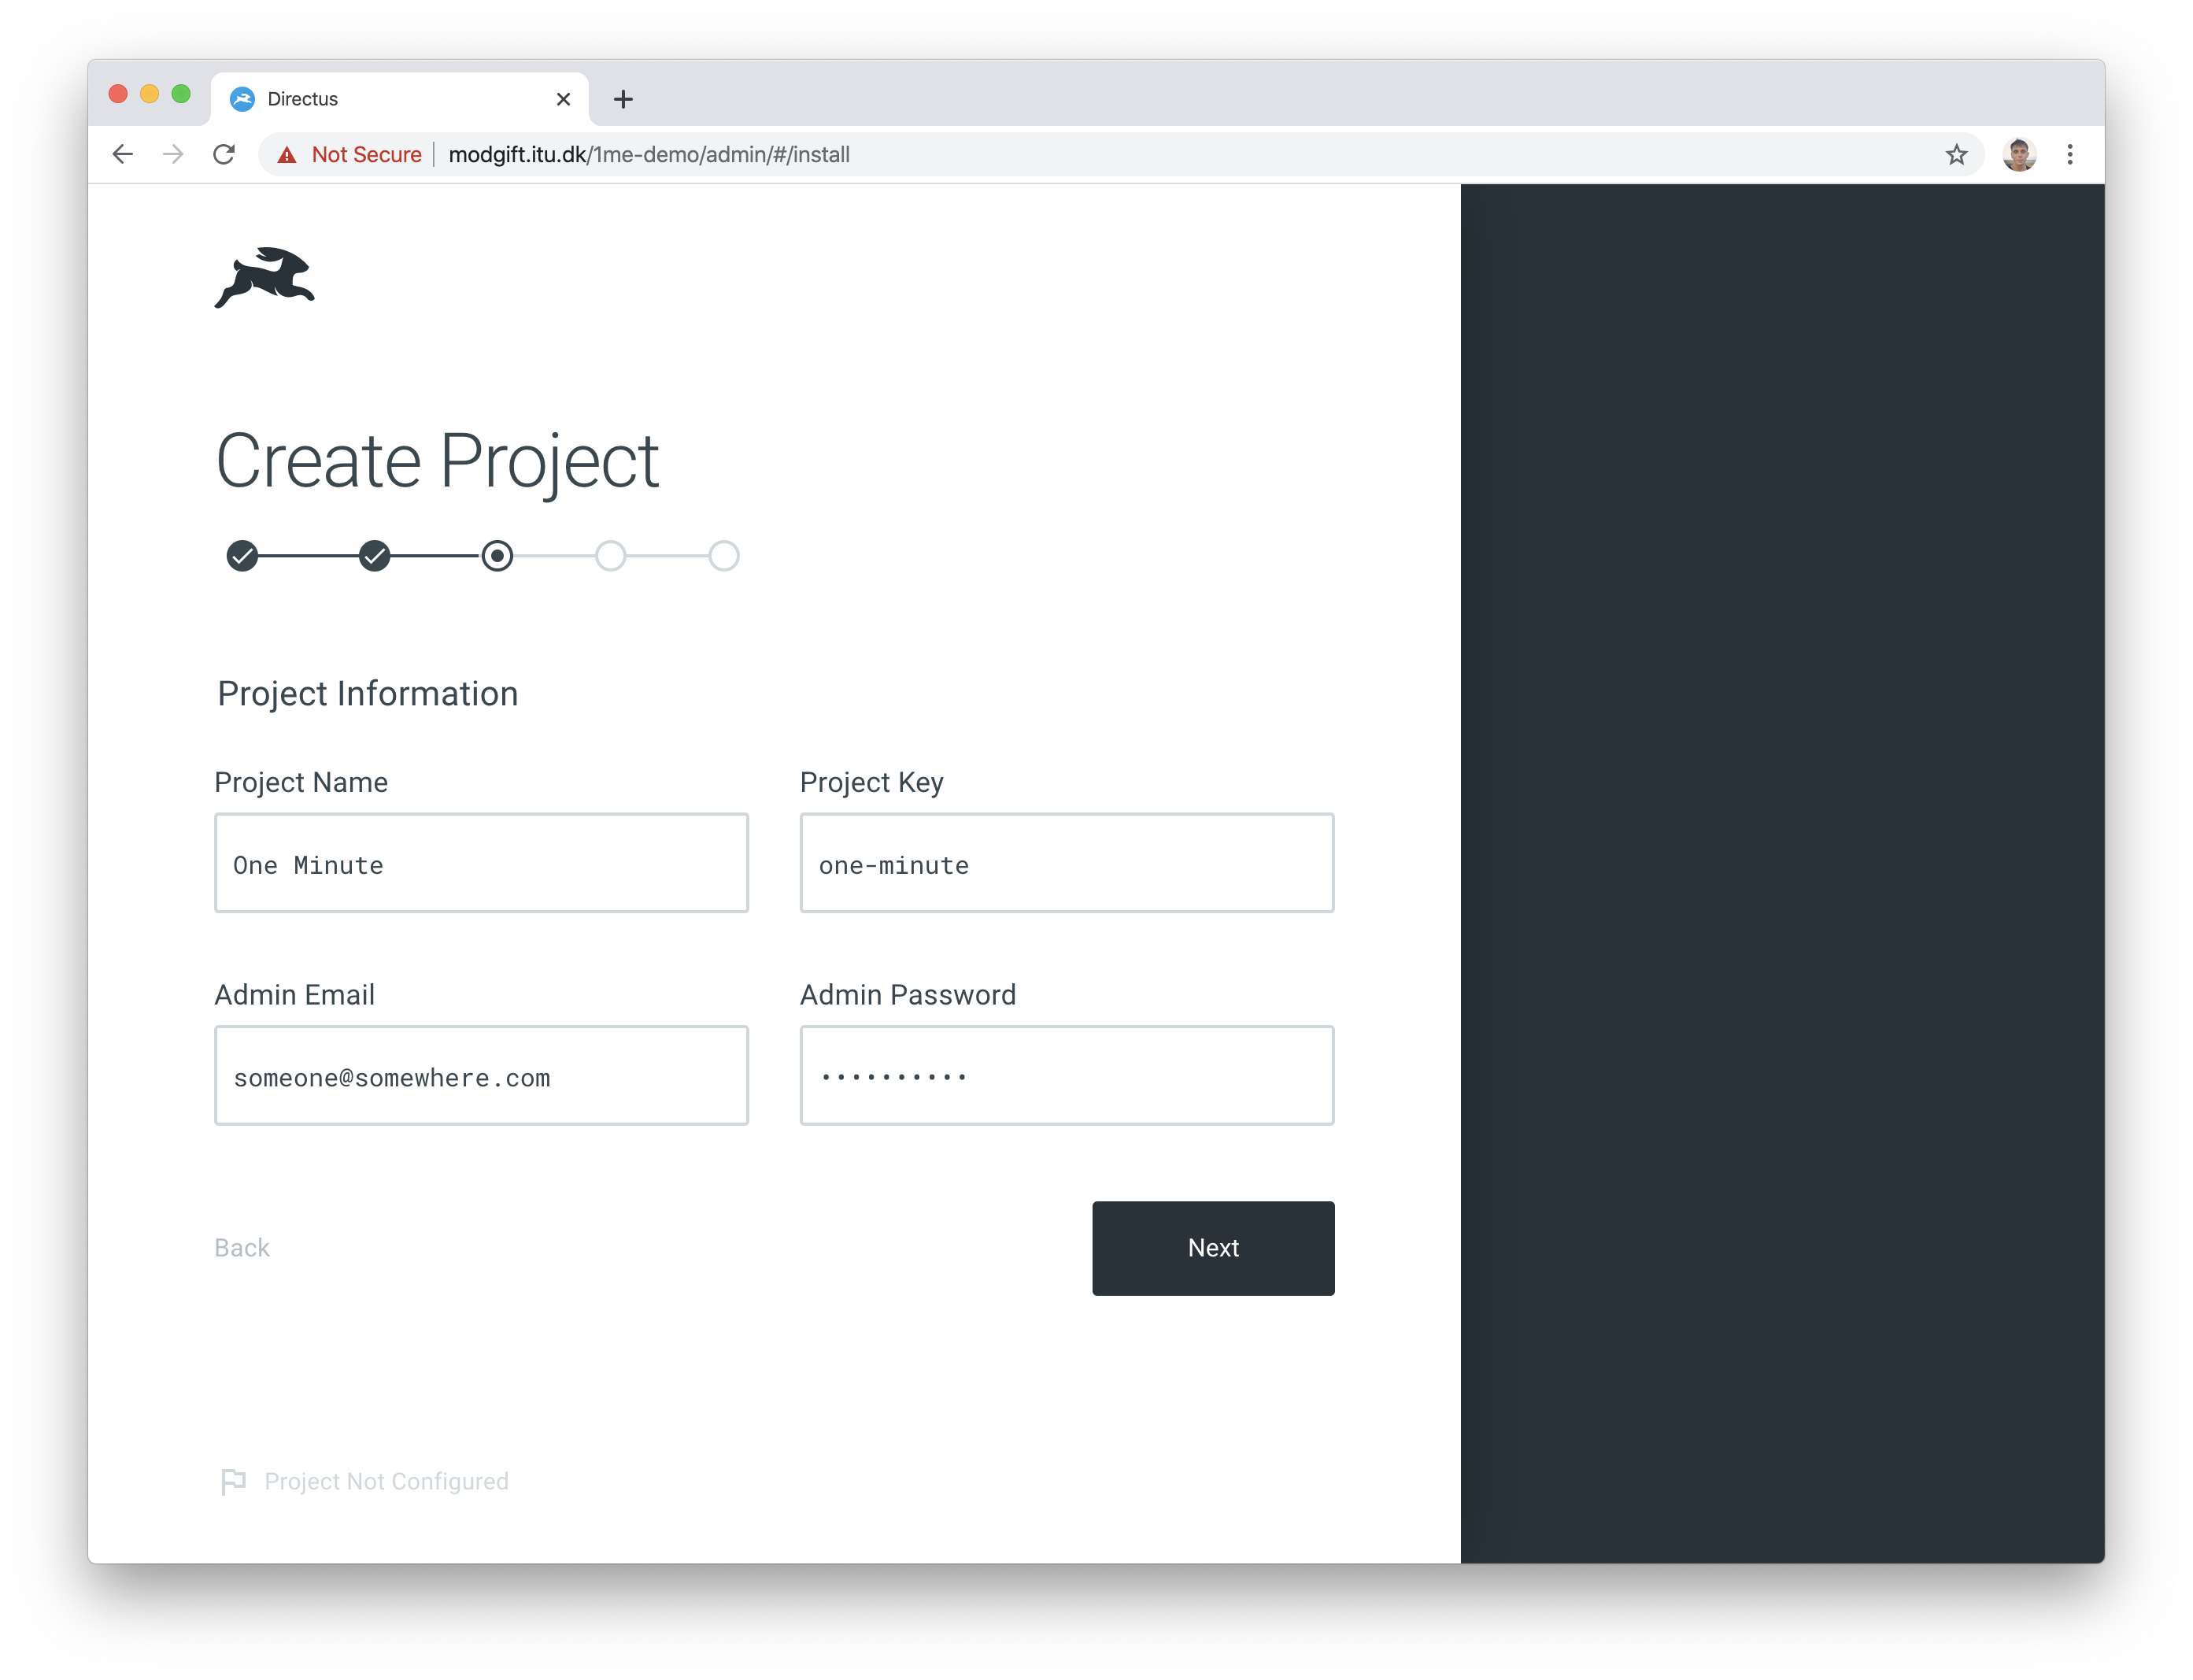 Directus
Not Secure modgift.itu.dk/1me-demo/admin/#/install
Create Project
Project Information
Project Name Project Key
One Minute one-minute
Admin Email Admin Password
someone@somewhere.com ••••••••••
Back Next
Project Not Configured